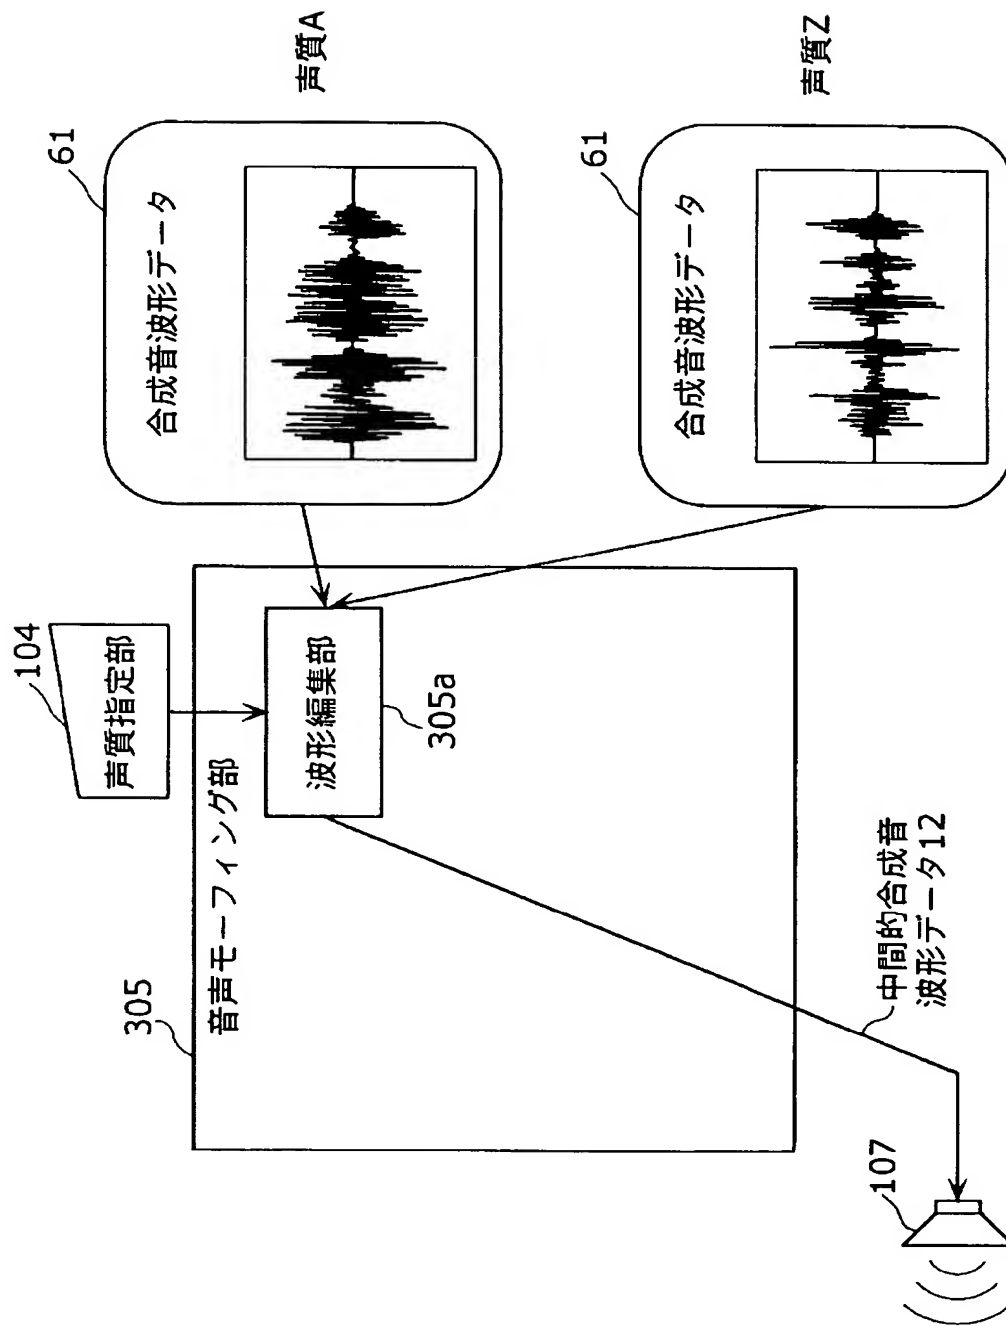 声質A
61
合成音波形データ
声質Z
61
合成音波形データ
104
声質指定部
305
音声モーフィング部
波形編集部
305a
中間的合成音
波形データ12
107